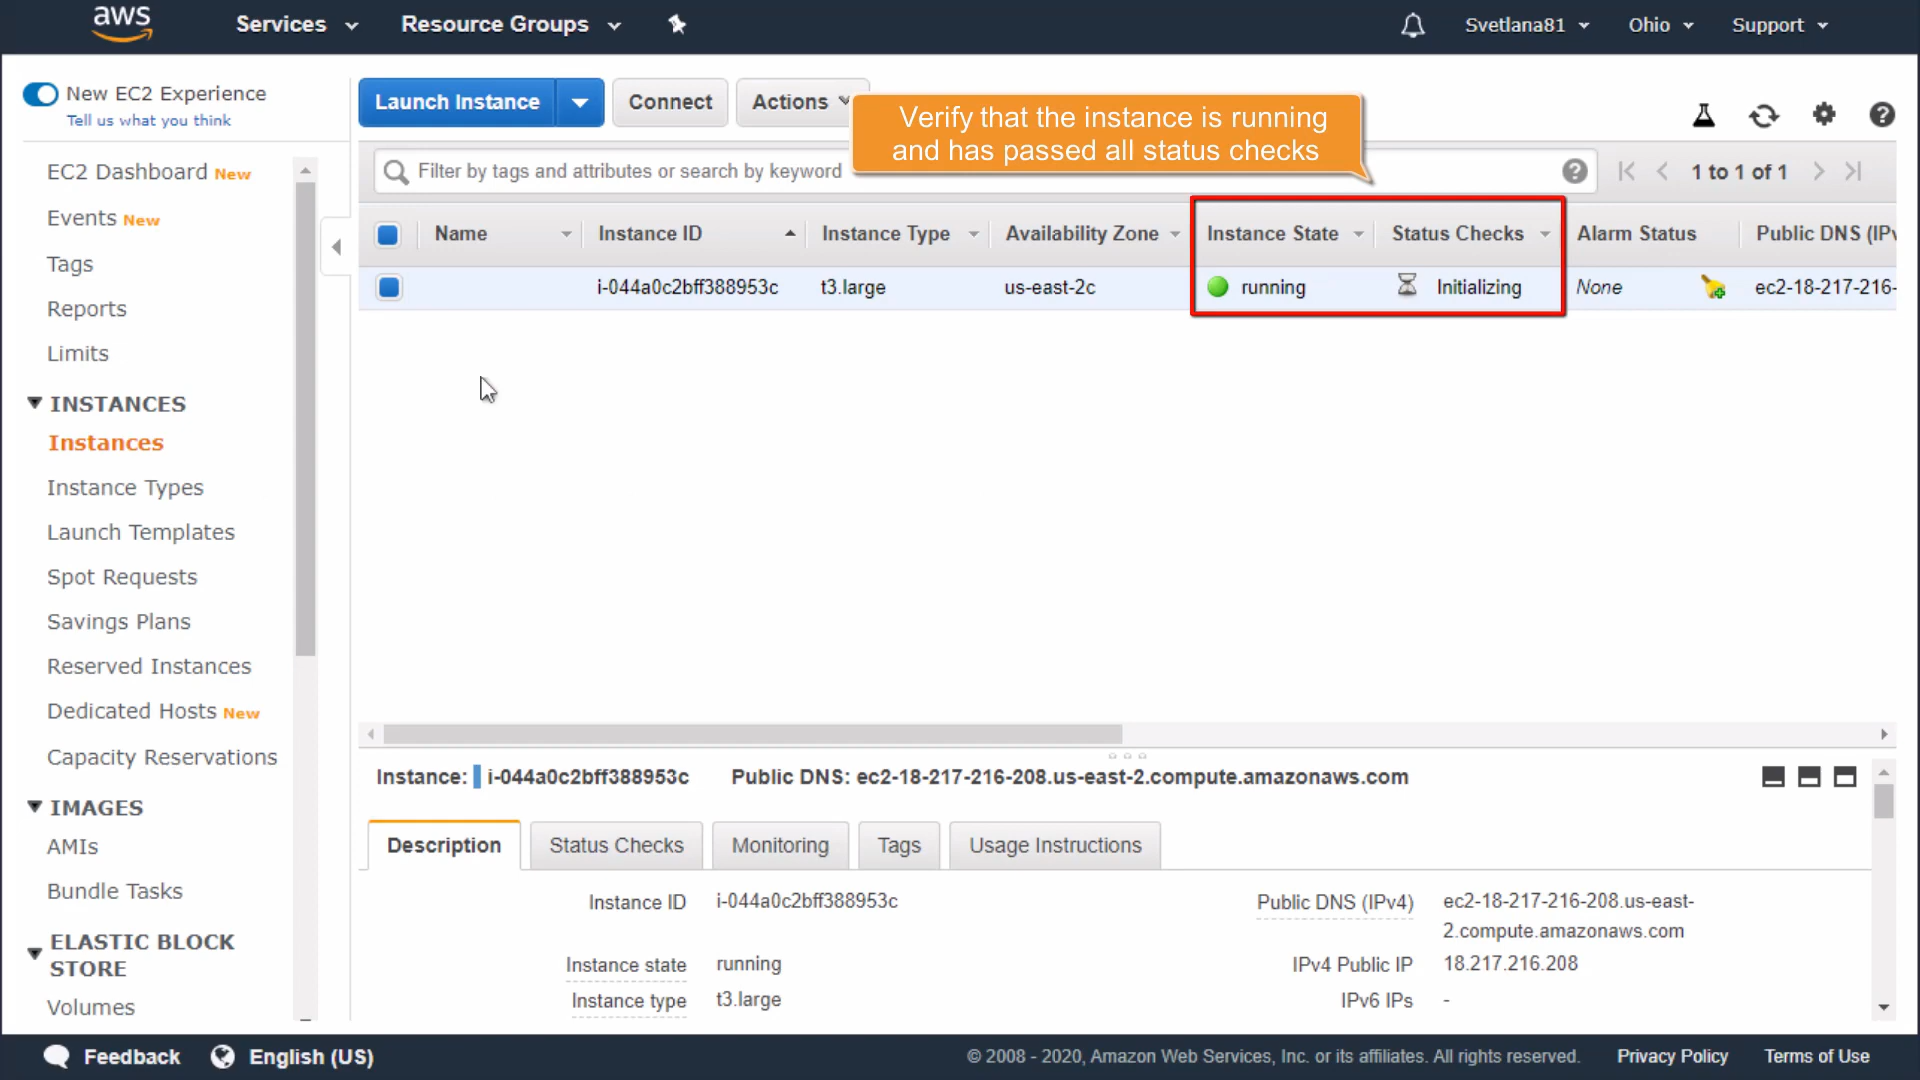 aws
Services
Resource Groups
Svetlana81
Ohio
Support
New EC2 Experience
Tell us what you think
EC2 Dashboard New
Events New
Tags
Reports
Limits
INSTANCES
Instances
Instance Types
Launch Templates
Spot Requests
Savings Plans
Reserved Instances
Dedicated Hosts New
Capacity Reservations
IMAGES
AMIs
Bundle Tasks
ELASTIC BLOCK
STORE
Volumes
Launch Instance
Connect
Actions
Verify that the instance is running
and has passed all status checks
Filter by tags and attributes or search by keyword
1 to 1 of 1
Name Instance ID Instance Type Availability Zone Instance State Status Checks Alarm Status Public DNS (IPv
i-044a0c2bff388953c t3.large us-east-2c running Initializing None ec2-18-217-216-
Instance: i-044a0c2bff388953c Public DNS: ec2-18-217-216-208.us-east-2.compute.amazonaws.com
Description Status Checks Monitoring Tags Usage Instructions
Instance ID i-044a0c2bff388953c
Instance state running
Instance type t3.large
Public DNS (IPv4) ec2-18-217-216-208.us-east-
2.compute.amazonaws.com
IPv4 Public IP 18.217.216.208
IPv6 IPs -
Feedback
English (US)
© 2008 - 2020, Amazon Web Services, Inc. or its affiliates. All rights reserved.
Privacy Policy
Terms of Use